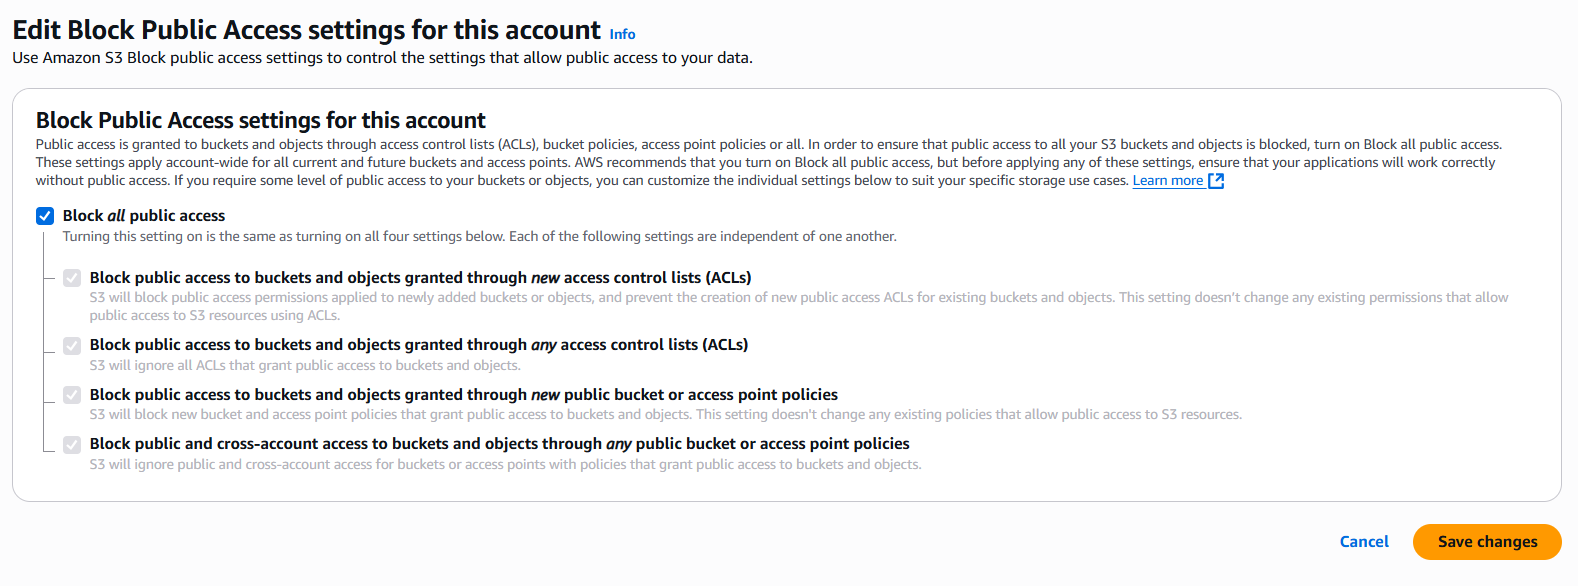 Edit Block Public Access settings for this account Info
Use Amazon S3 Block public access settings to control the settings that allow public access to your data.
Block Public Access settings for this account
Public access is granted to buckets and objects through access control lists (ACLs), bucket policies, access point policies or all. In order to ensure that public access to all your S3 buckets and objects is blocked, turn on Block all public access.
These settings apply account-wide for all current and future buckets and access points. AWS recommends that you turn on Block all public access, but before applying any of these settings, ensure that your applications will work correctly
without public access. If you require some level of public access to your buckets or objects, you can customize the individual settings below to suit your specific storage use cases. Learn more
Block all public access
Turning this setting on is the same as turning on all four settings below. Each of the following settings are independent of one another.
Block public access to buckets and objects granted through new access control lists (ACLs)
S3 will block public access permissions applied to newly added buckets or objects, and prevent the creation of new public access ACLs for existing buckets and objects. This setting doesn’t change any existing permissions that allow
public access to S3 resources using ACLs.
Block public access to buckets and objects granted through any access control lists (ACLs)
S3 will ignore all ACLs that grant public access to buckets and objects.
Block public access to buckets and objects granted through new public bucket or access point policies
S3 will block new bucket and access point policies that grant public access to buckets and objects. This setting doesn't change any existing policies that allow public access to S3 resources.
Block public and cross-account access to buckets and objects through any public bucket or access point policies
S3 will ignore public and cross-account access for buckets or access points with policies that grant public access to buckets and objects.
Cancel Save changes